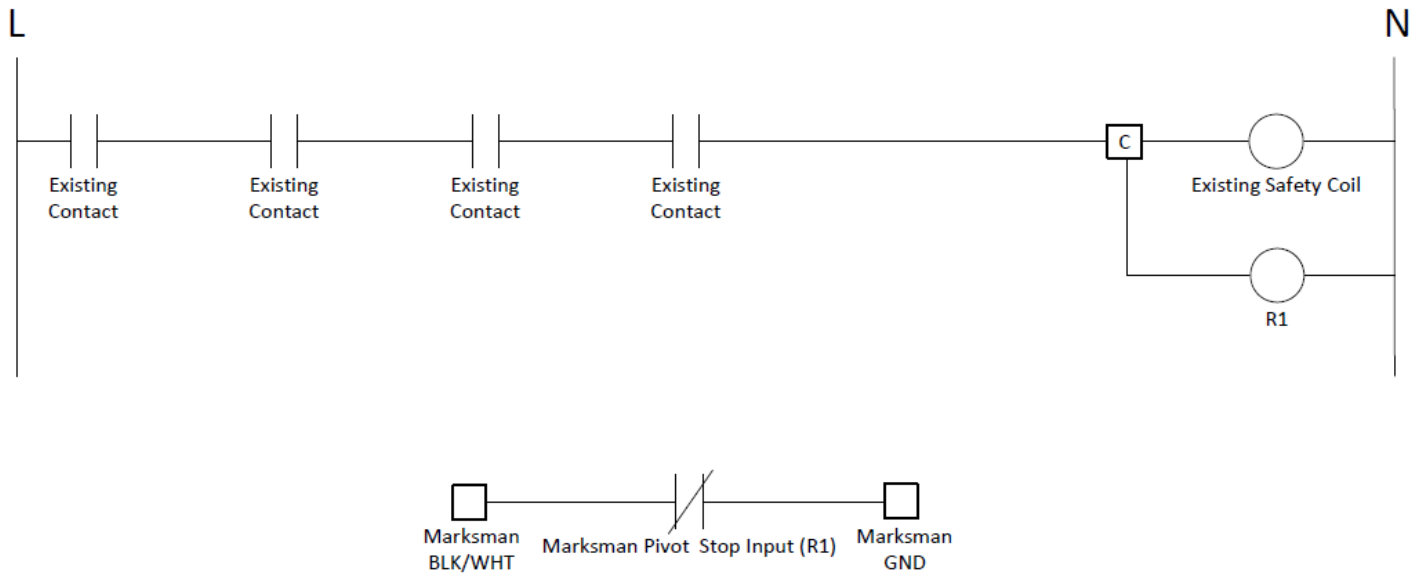 L
N
C
Existing
Contact
Existing
Contact
Existing
Contact
Existing
Contact
Existing Safety Coil
R1
Marksman
BLK/WHT
Marksman Pivot Stop Input (R1)
Marksman
GND